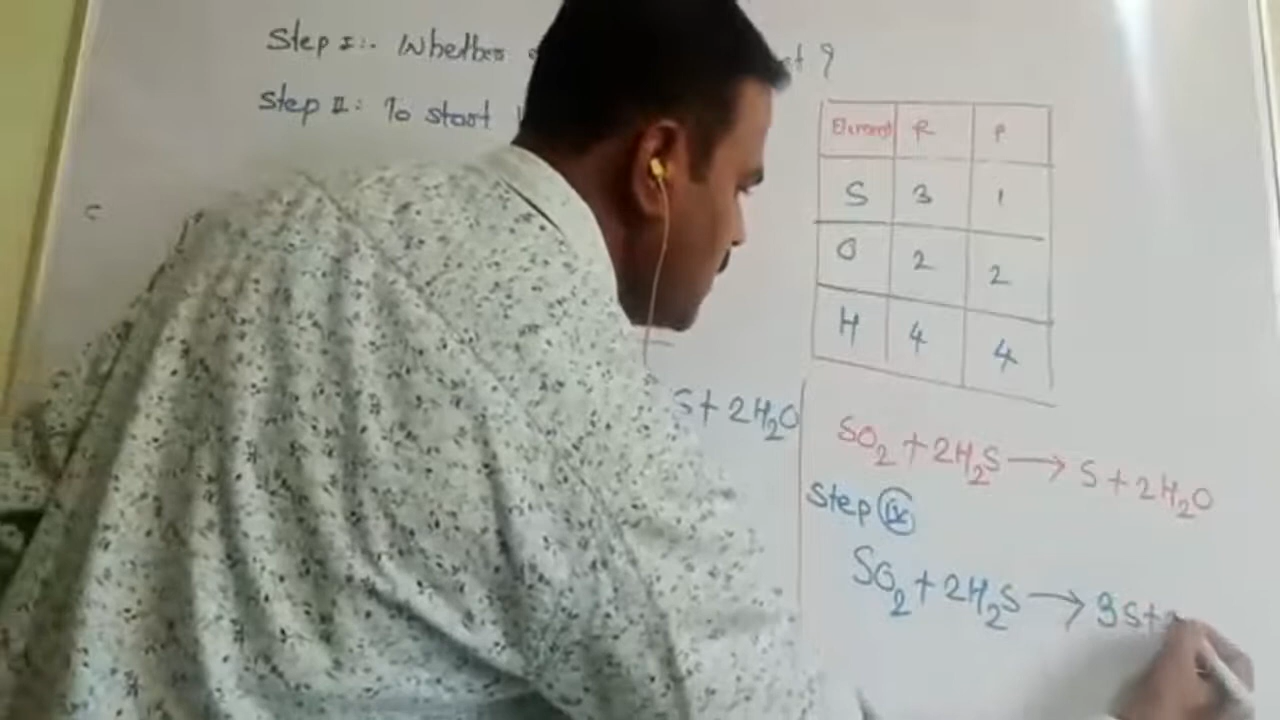 Step I:- Whether
Step II: To start
Element R P
S 3 1
O 2 2
H 4 4
S + 2H₂O
SO₂ + 2H₂S → S + 2H₂O
Step IX
SO₂ + 2H₂S → 3S +